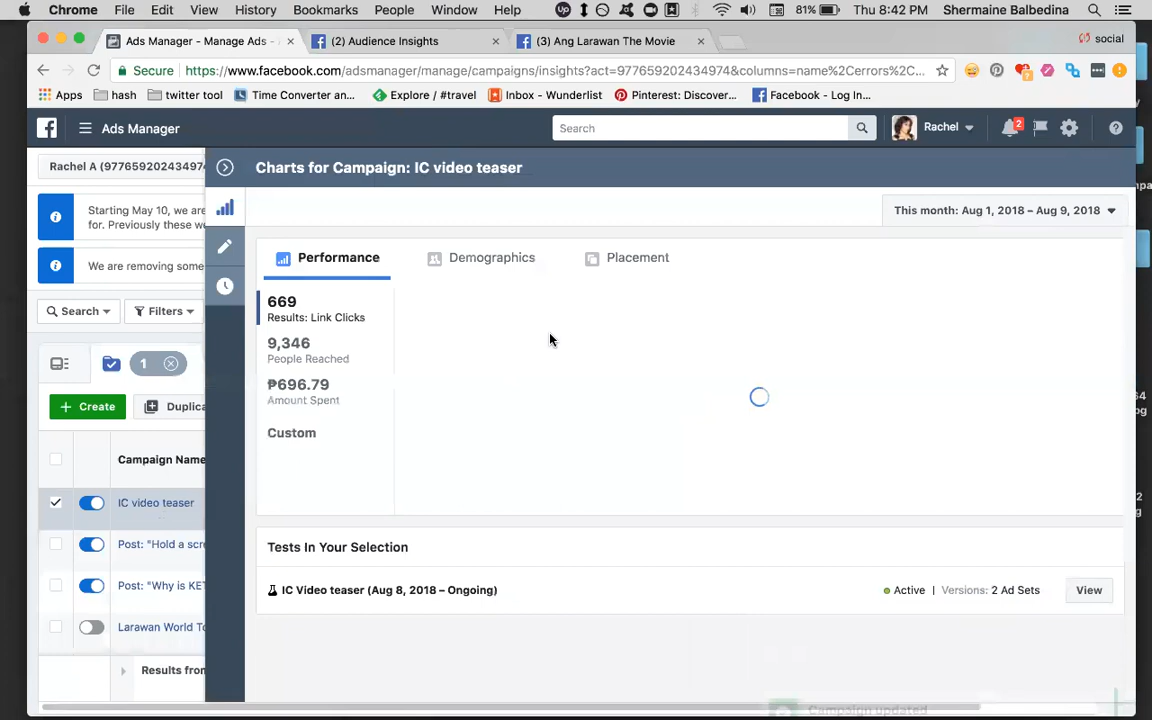 Chrome File Edit View History Bookmarks People Window Help 81% Thu 8:42 PM Shermaine Balbedina
Ads Manager - Manage Ads - (2) Audience Insights (3) Ang Larawan The Movie social
Secure https://www.facebook.com/adsmanager/manage/campaigns/insights?act=977659202434974&columns=name%2Cerrors%2C...
Apps hash twitter tool Time Converter an... Explore / #travel Inbox - Wunderlist Pinterest: Discover... Facebook - Log In...
Ads Manager Search Rachel 2
Rachel A (97765920243497
Charts for Campaign: IC video teaser
Starting May 10, we are
for. Previously these we
This month: Aug 1, 2018 – Aug 9, 2018
We are removing some
Performance Demographics Placement
Search Filters
669
Results: Link Clicks
9,346
People Reached
1
₱696.79
Amount Spent
Create Duplica
Custom
Campaign Name
IC video teaser
Post: "Hold a scre
Tests In Your Selection
Post: "Why is KET
IC Video teaser (Aug 8, 2018 – Ongoing) Active | Versions: 2 Ad Sets View
Larawan World To
Results from
Campaign updated